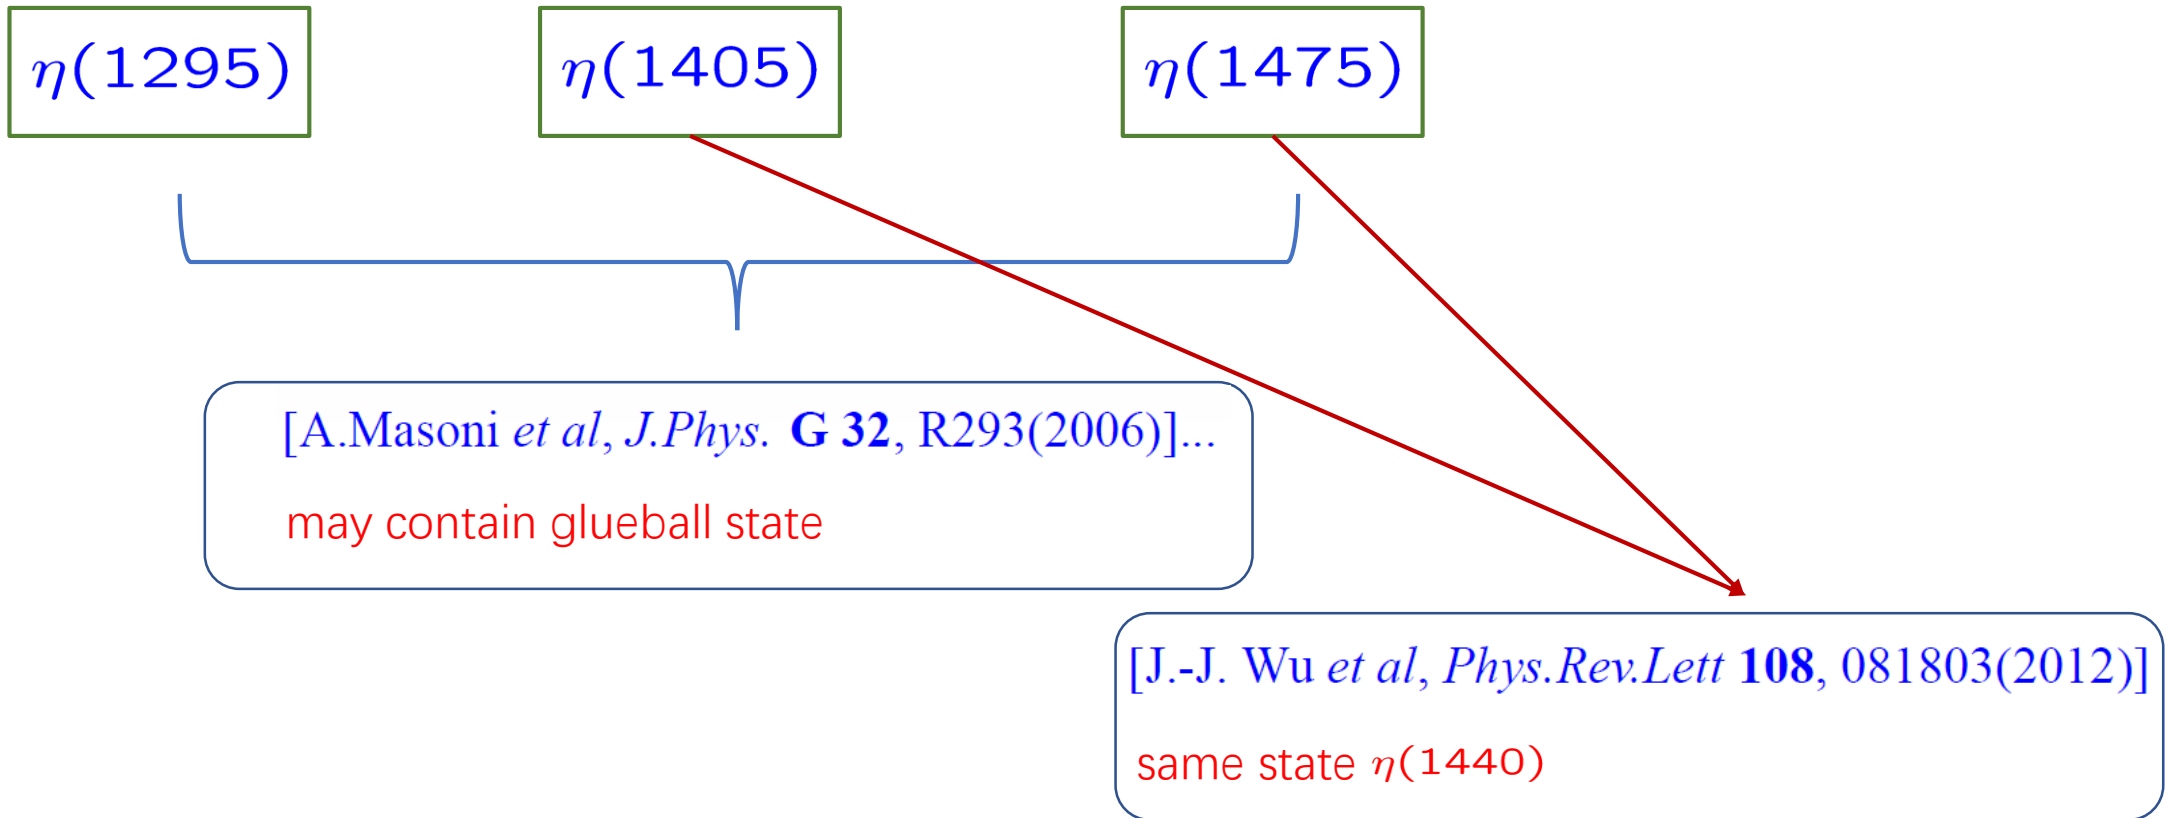 η(1295)
η(1405)
η(1475)
[A.Masoni et al, J.Phys. G 32, R293(2006)]...
may contain glueball state
[J.-J. Wu et al, Phys.Rev.Lett 108, 081803(2012)]
same state η(1440)